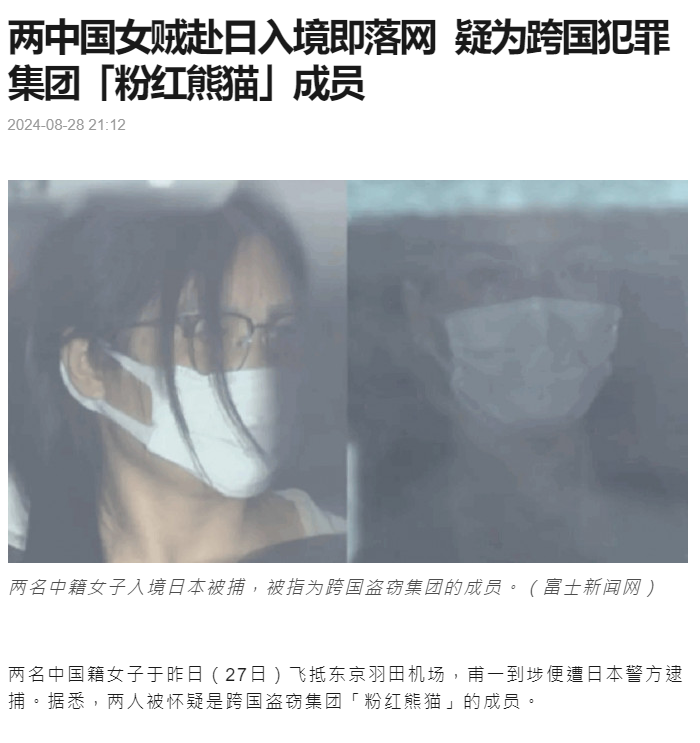 两中国女贼赴日入境即落网 疑为跨国犯罪
集团「粉红熊猫」成员
2024-08-28 21:12
两名中籍女子入境日本被捕，被指为跨国盗窃集团的成员。（富士新闻网）
两名中国籍女子于昨日（27日）飞抵东京羽田机场，甫一到埗便遭日本警方逮
捕。据悉，两人被怀疑是跨国盗窃集团「粉红熊猫」的成员。